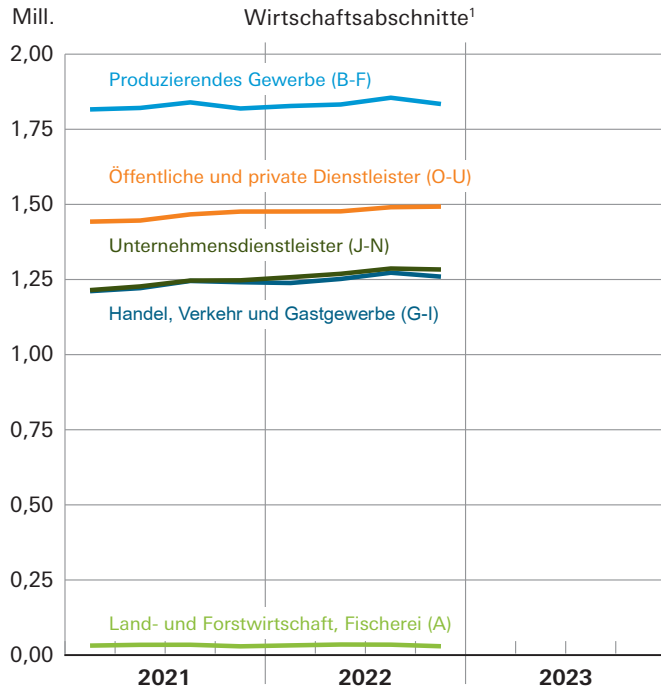 Mill.
Wirtschaftsabschnitte¹
2,00
Produzierendes Gewerbe (B-F)
1,75
Öffentliche und private Dienstleister (O-U)
1,50
Unternehmensdienstleister (J-N)
1,25
Handel, Verkehr und Gastgewerbe (G-I)
1,00
0,75
0,50
0,25
Land- und Forstwirtschaft, Fischerei (A)
0,00
2021 2022 2023